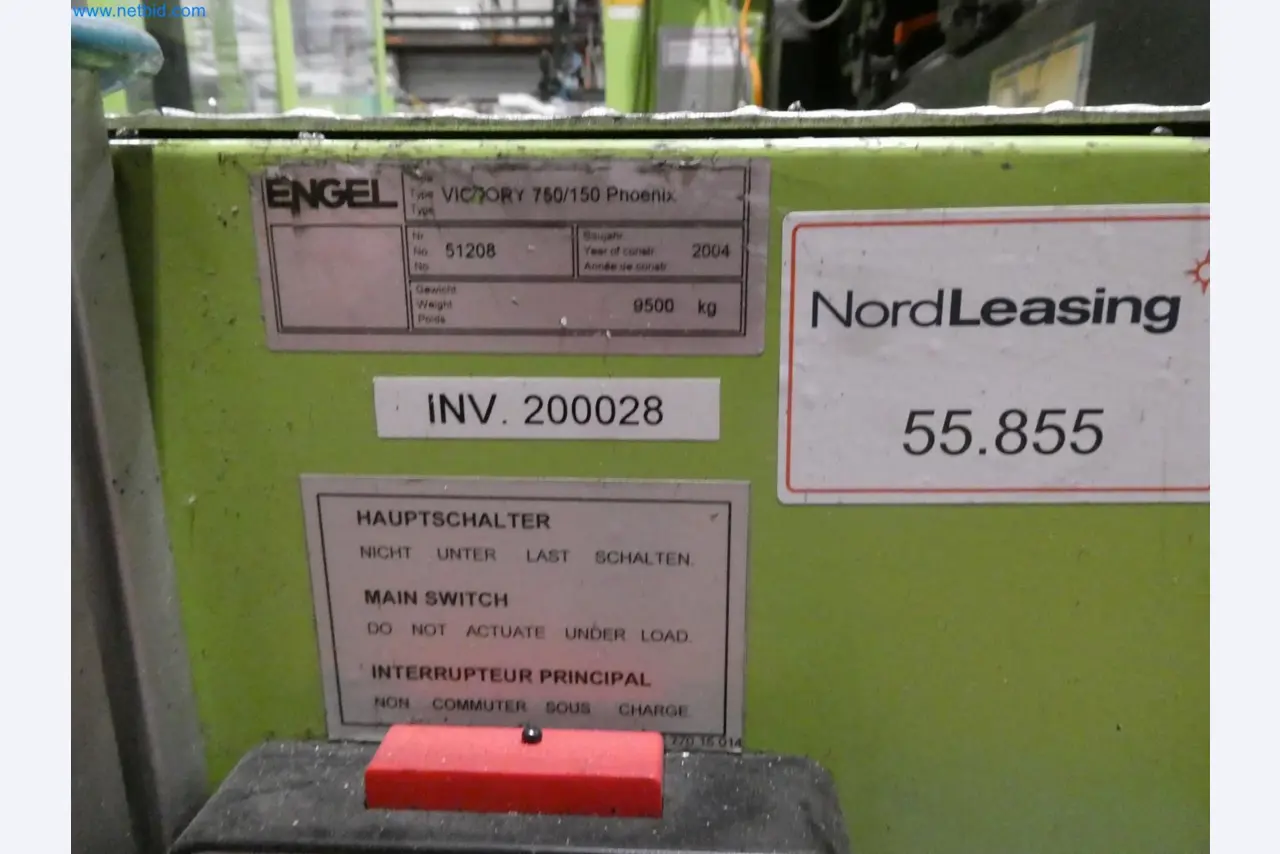 www.netbid.com
ENGEL
Type VICTORY 750/150 Phoenix
Type
Nr
No 51208
No
Baujahr
Year of constr 2004
Année de constr
Gewicht
Weight 9500 kg
Poids
NordLeasing
55.855
INV. 200028
HAUPTSCHALTER
NICHT UNTER LAST SCHALTEN.
MAIN SWITCH
DO NOT ACTUATE UNDER LOAD.
INTERRUPTEUR PRINCIPAL
NON COMMUTER SOUS CHARGE